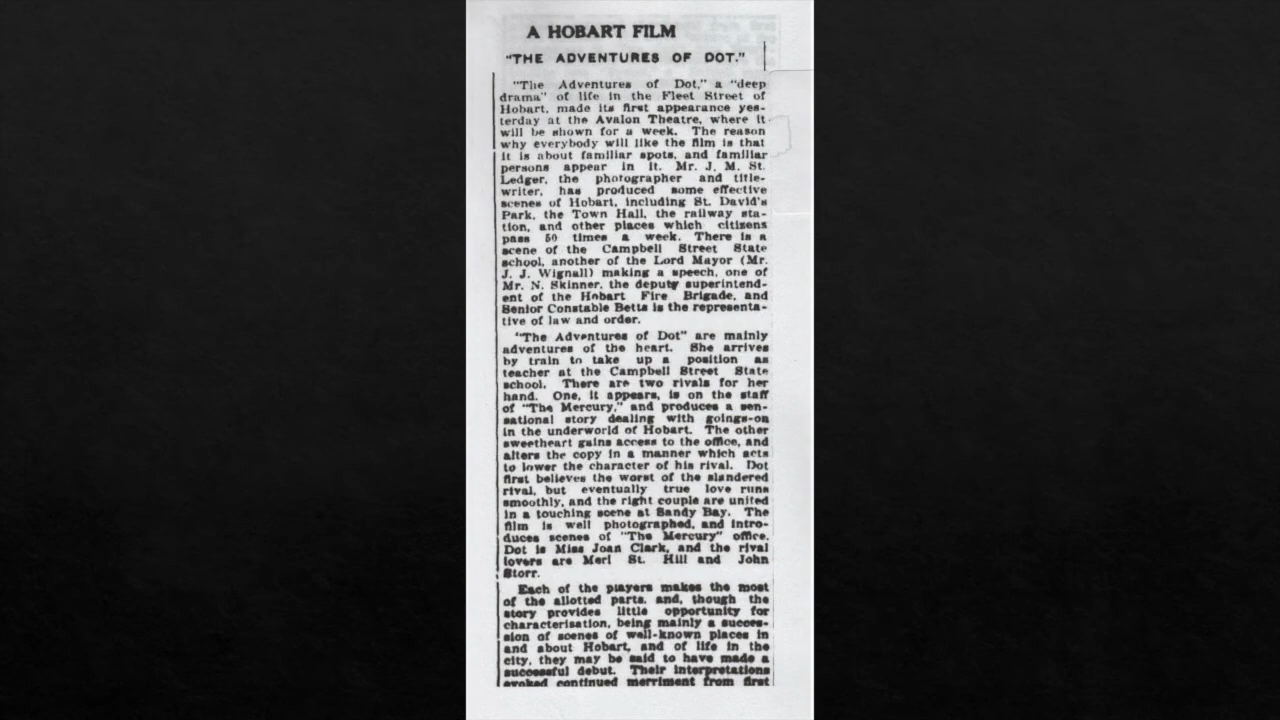 A HOBART FILM
"THE ADVENTURES OF DOT."
"The Adventures of Dot," a "deep
drama" of life in the Fleet Street of
Hobart, made its first appearance yes-
terday at the Avalon Theatre, where it
will be shown for a week. The reason
why everybody will like the film is that
it is about familiar spots, and familiar
persons appear in it. Mr. J. M. St.
Ledger, the photographer and title-
writer, has produced some effective
scenes of Hobart, including St. David's
Park, the Town Hall, the railway sta-
tion, and other places which citizens
pass 50 times a week. There is a
scene of the Campbell Street State
school, another of the Lord Mayor (Mr.
J. J. Wignall) making a speech, one of
Mr. N. Skinner, the deputy superintend-
ent of the Hobart Fire Brigade, and
Senior Constable Betts is the representa-
tive of law and order.
"The Adventures of Dot" are mainly
adventures of the heart. She arrives
by train to take up a position as
teacher at the Campbell Street State
school. There are two rivals for her
hand. One, it appears, is on the staff
of "The Mercury," and produces a sen-
sational story dealing with goings-on
in the underworld of Hobart. The other
sweetheart gains access to the office, and
alters the copy in a manner which acts
to lower the character of his rival. Dot
first believes the worst of the slandered
rival, but eventually true love runs
smoothly, and the right couple are united
in a touching scene at Sandy Bay. The
film is well photographed, and intro-
duces scenes of "The Mercury" office.
Dot is Miss Joan Clark, and the rival
lovers are Merl St. Hill and John
Storr.
Each of the players makes the most
of the allotted parts, and, though the
story provides little opportunity for
characterisation, being mainly a succes-
sion of scenes of well-known places in
and about Hobart, and of life in the
city, they may be said to have made a
successful debut. Their interpretations
evoked continued merriment from first